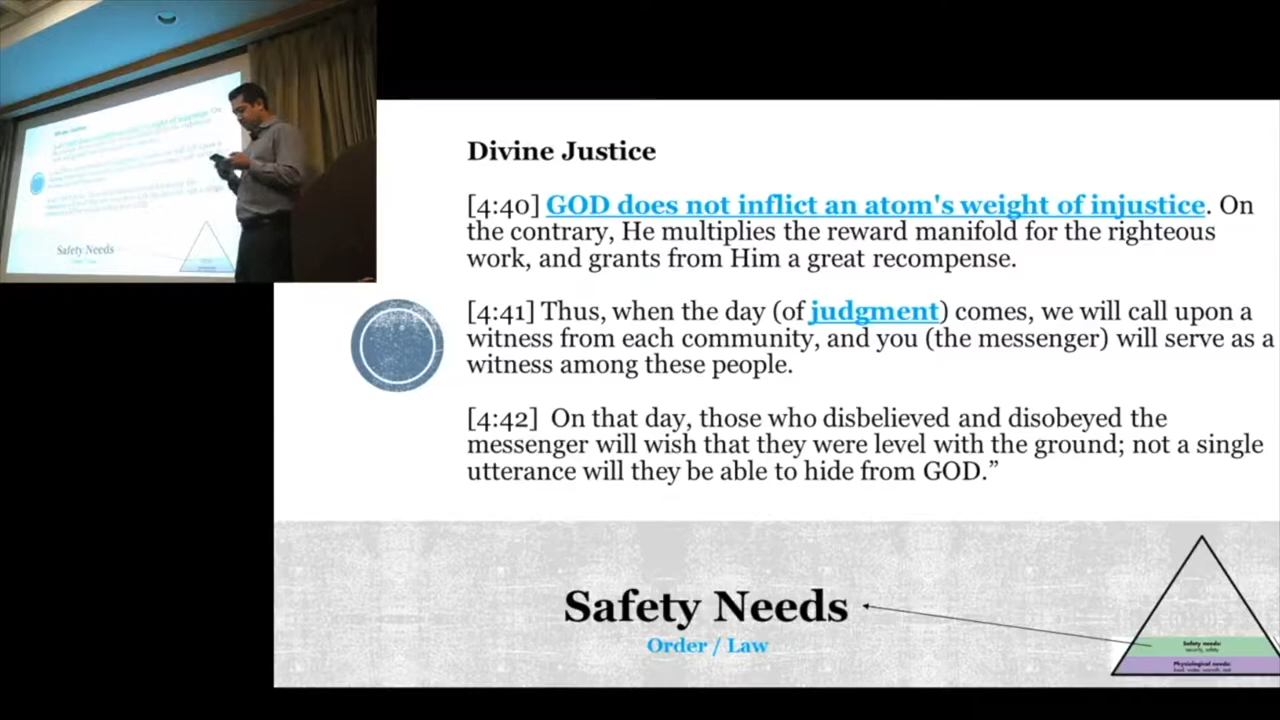 Divine Justice
[4:40] GOD does not inflict an atom's weight of injustice. On
the contrary, He multiplies the reward manifold for the righteous
work, and grants from Him a great recompense.
[4:41] Thus, when the day (of judgment) comes, we will call upon a
witness from each community, and you (the messenger) will serve as a
witness among these people.
[4:42] On that day, those who disbelieved and disobeyed the
messenger will wish that they were level with the ground; not a single
utterance will they be able to hide from GOD.”
Safety Needs
Order / Law
Safety needs:
security, safety
Physiological needs:
food, water, warmth, rest
Safety Needs